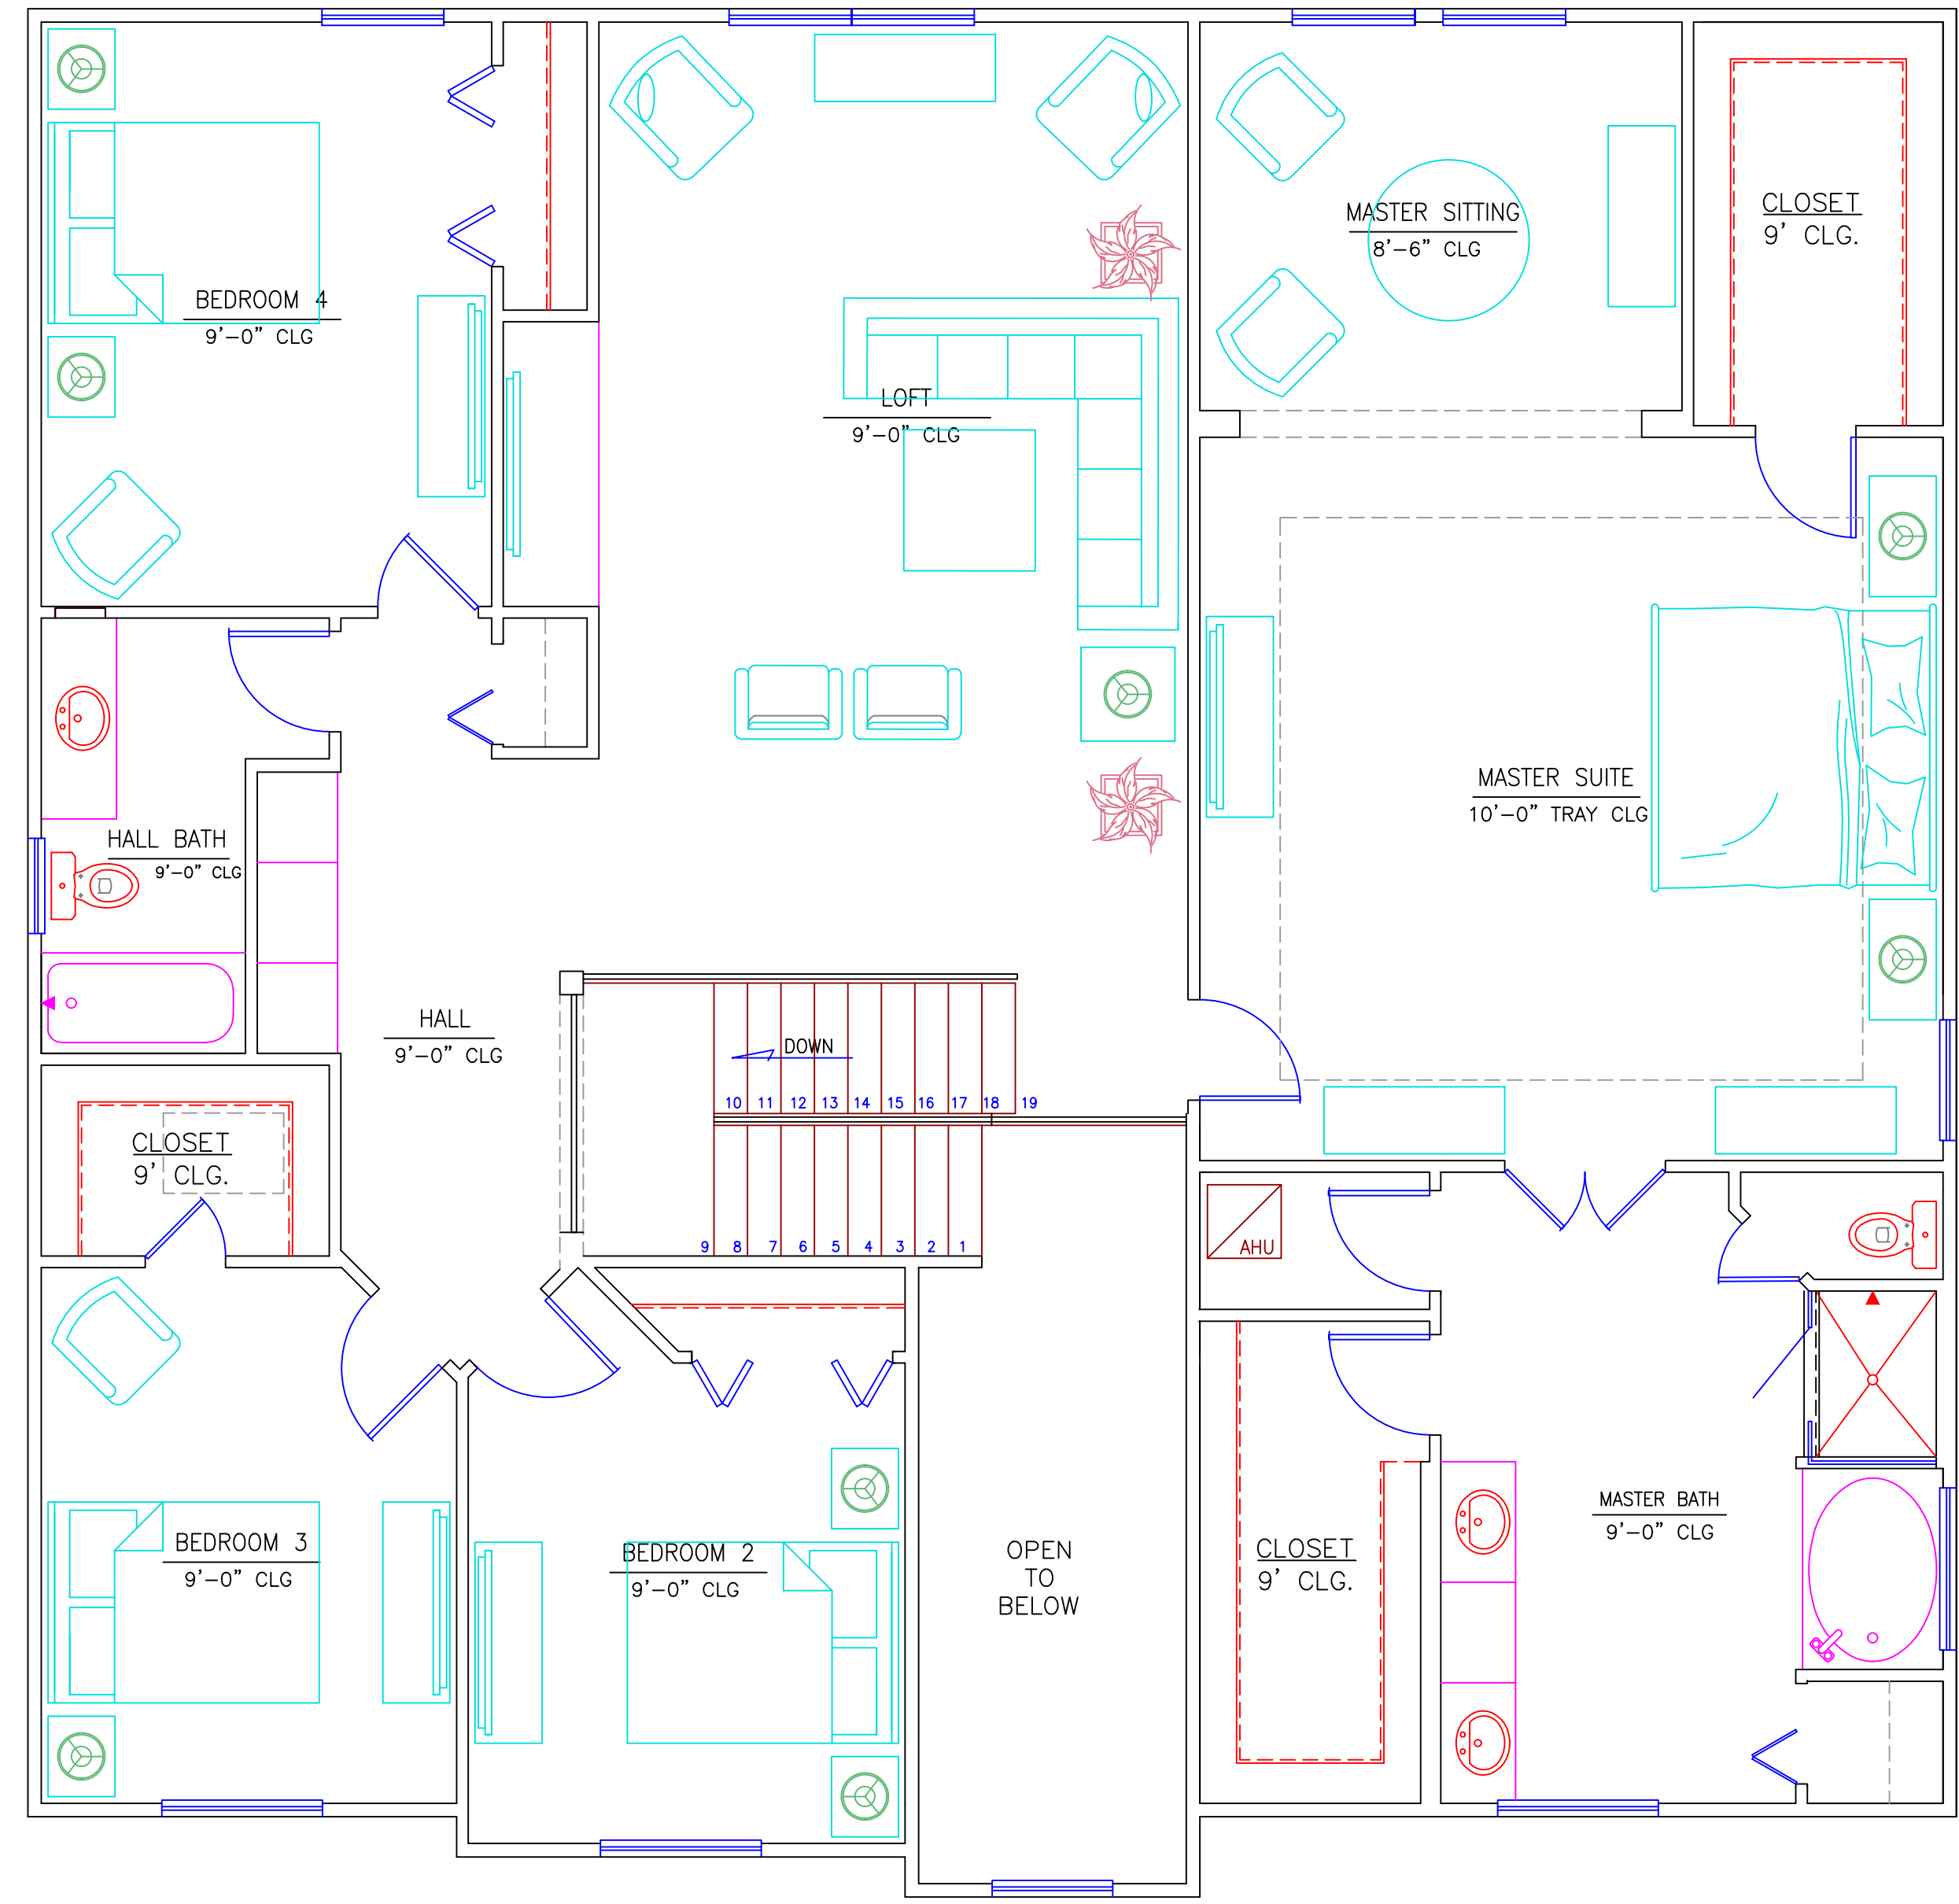 MASTER SITTING
8'-6" CLG
CLOSET
9' CLG.
BEDROOM 4
9'-0" CLG
LOFT
9'-0" CLG
MASTER SUITE
10'-0" TRAY CLG
HALL BATH
9'-0" CLG
HALL
9'-0" CLG
DOWN
10 11 12 13 14 15 16 17 18 19
CLOSET
9' CLG.
9 8 7 6 5 4 3 2 1
AHU
MASTER BATH
9'-0" CLG
BEDROOM 3
9'-0" CLG
BEDROOM 2
9'-0" CLG
OPEN
TO
BELOW
CLOSET
9' CLG.